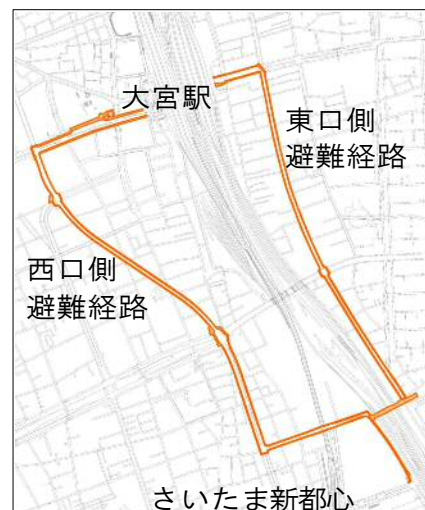 大宮駅
東口側
避難経路
西口側
避難経路
さいたま新都心